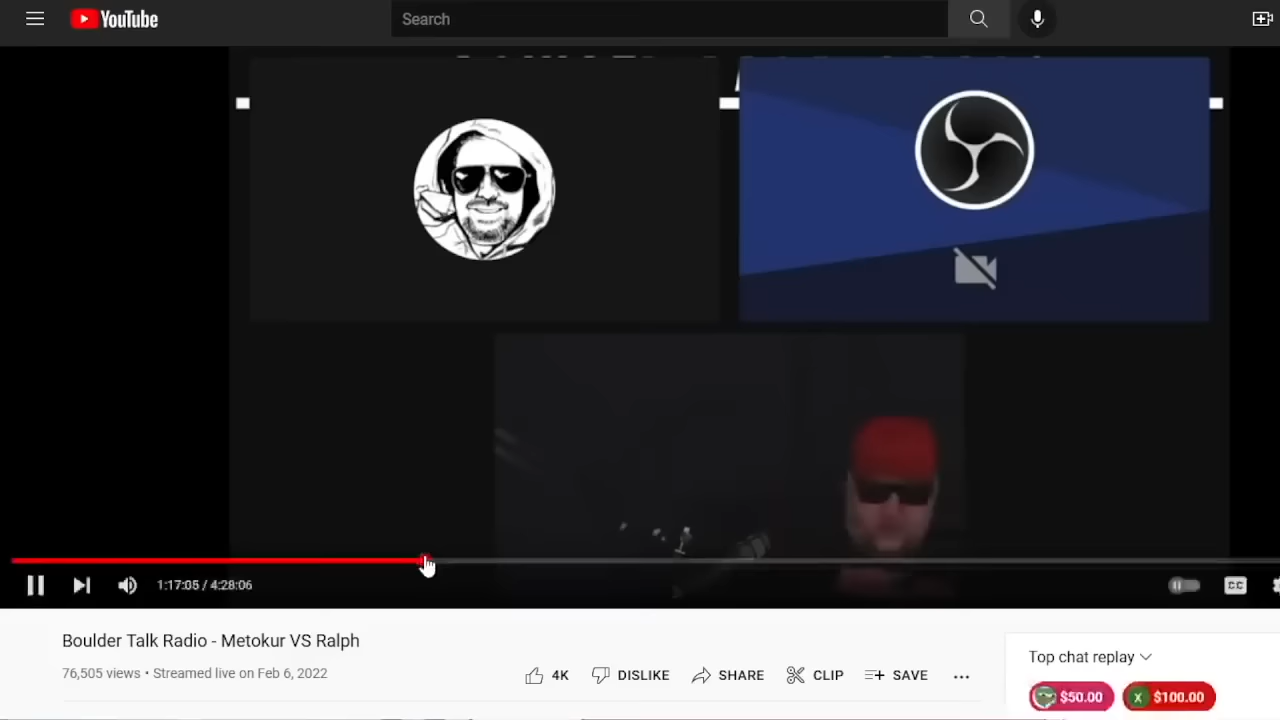 YouTube
Search
1:17:05 / 4:28:06
CC
Boulder Talk Radio - Metokur VS Ralph
76,505 views • Streamed live on Feb 6, 2022
4K
DISLIKE
SHARE
CLIP
SAVE
Top chat replay
$50.00
X $100.00